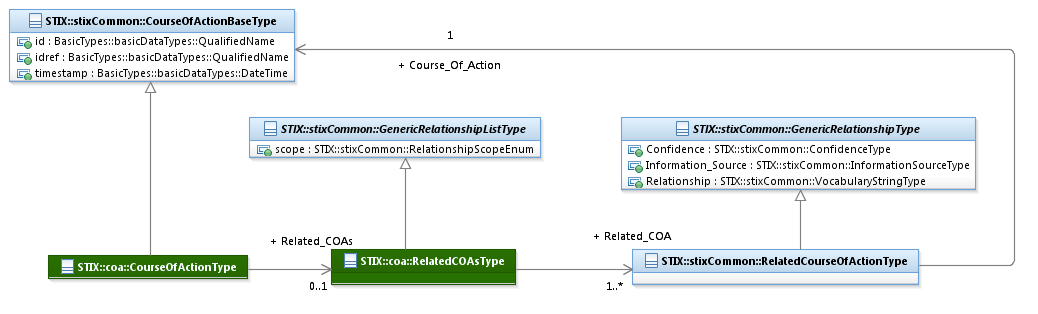 STIX::stixCommon::CourseOfActionBaseType
id : BasicTypes::basicDataTypes::QualifiedName
idref : BasicTypes::basicDataTypes::QualifiedName
timestamp : BasicTypes::basicDataTypes::DateTime
1
+ Course_Of_Action
STIX::stixCommon::GenericRelationshipListType
scope : STIX::stixCommon::RelationshipScopeEnum
STIX::stixCommon::GenericRelationshipType
Confidence : STIX::stixCommon::ConfidenceType
Information_Source : STIX::stixCommon::InformationSourceType
Relationship : STIX::stixCommon::VocabularyStringType
+ Related_COAs
+ Related_COA
STIX::coa::CourseOfActionType
STIX::coa::RelatedCOAsType
STIX::stixCommon::RelatedCourseOfActionType
0..1
1..*